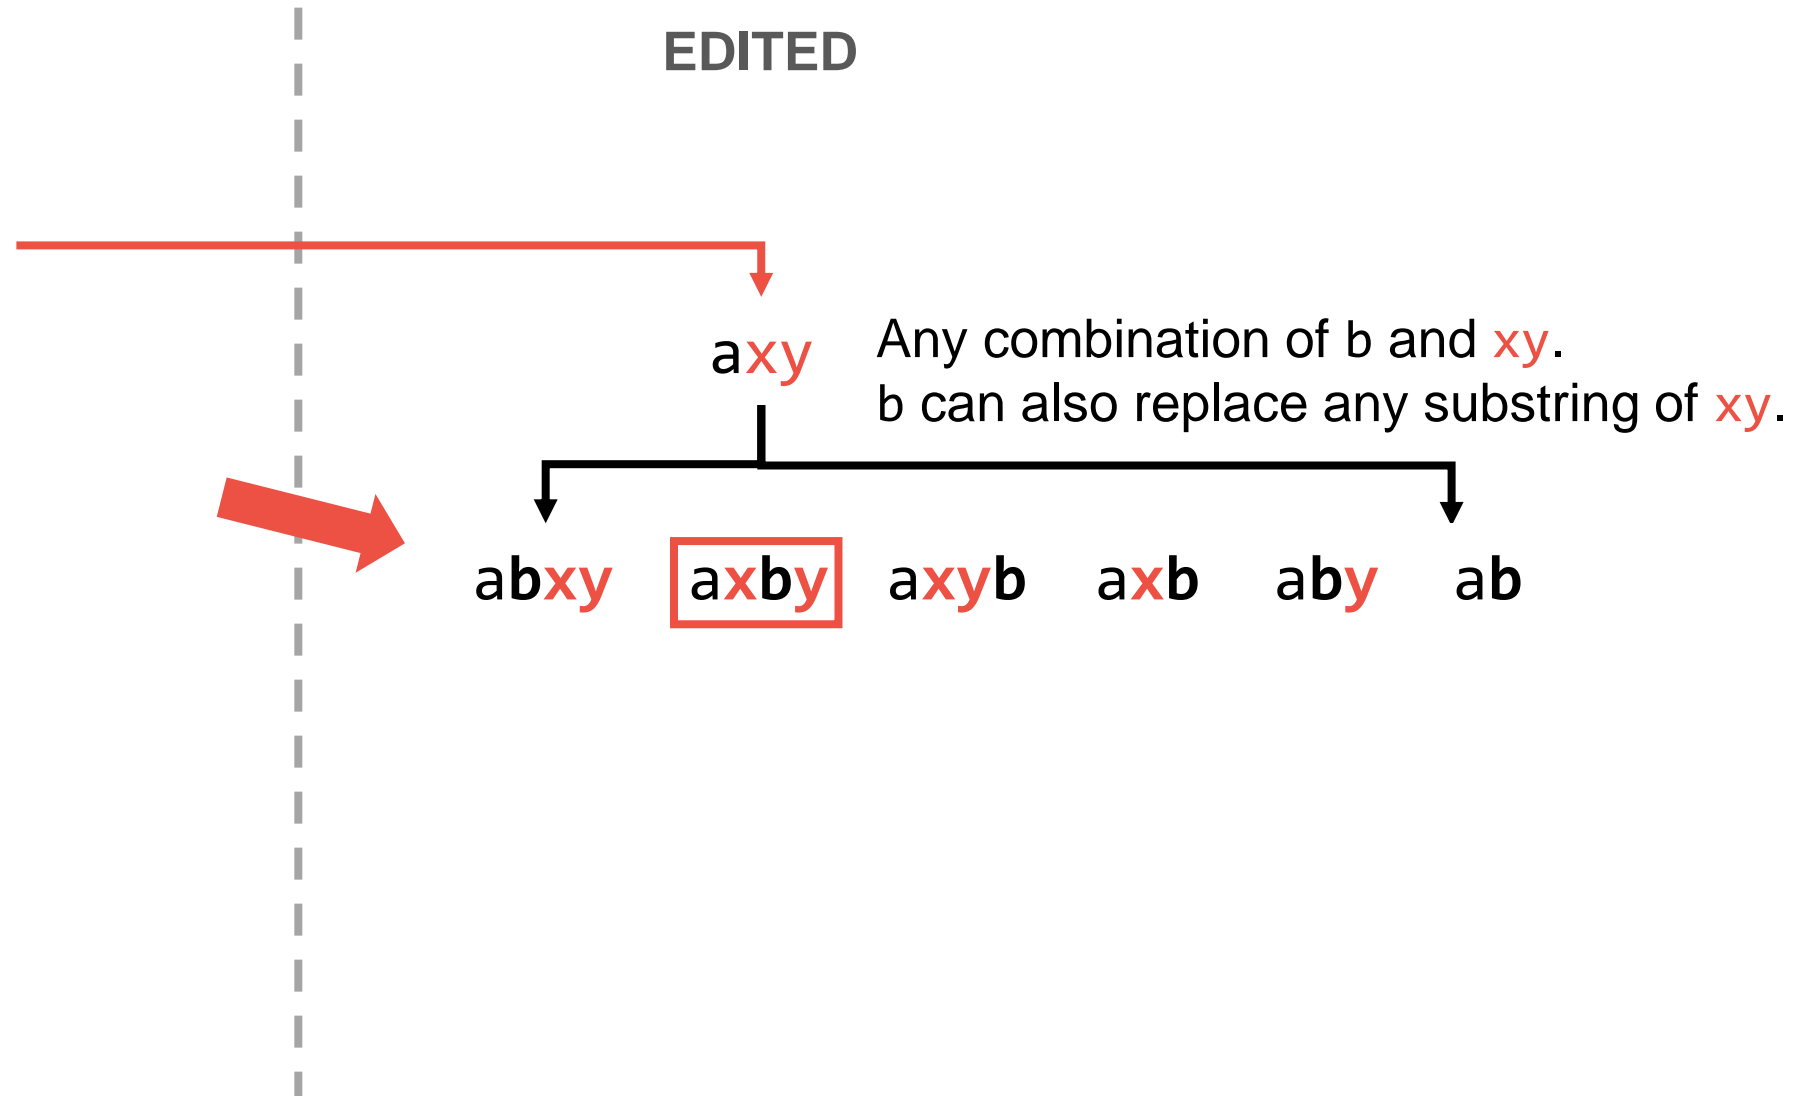 EDITED
axy
Any combination of b and xy.
b can also replace any substring of xy.
abxy axby axyb axb aby ab